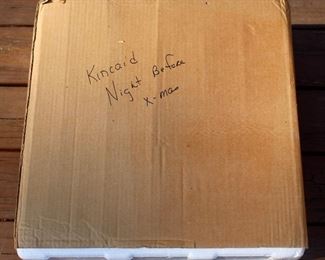 Kincaid
Night Before
X-mas